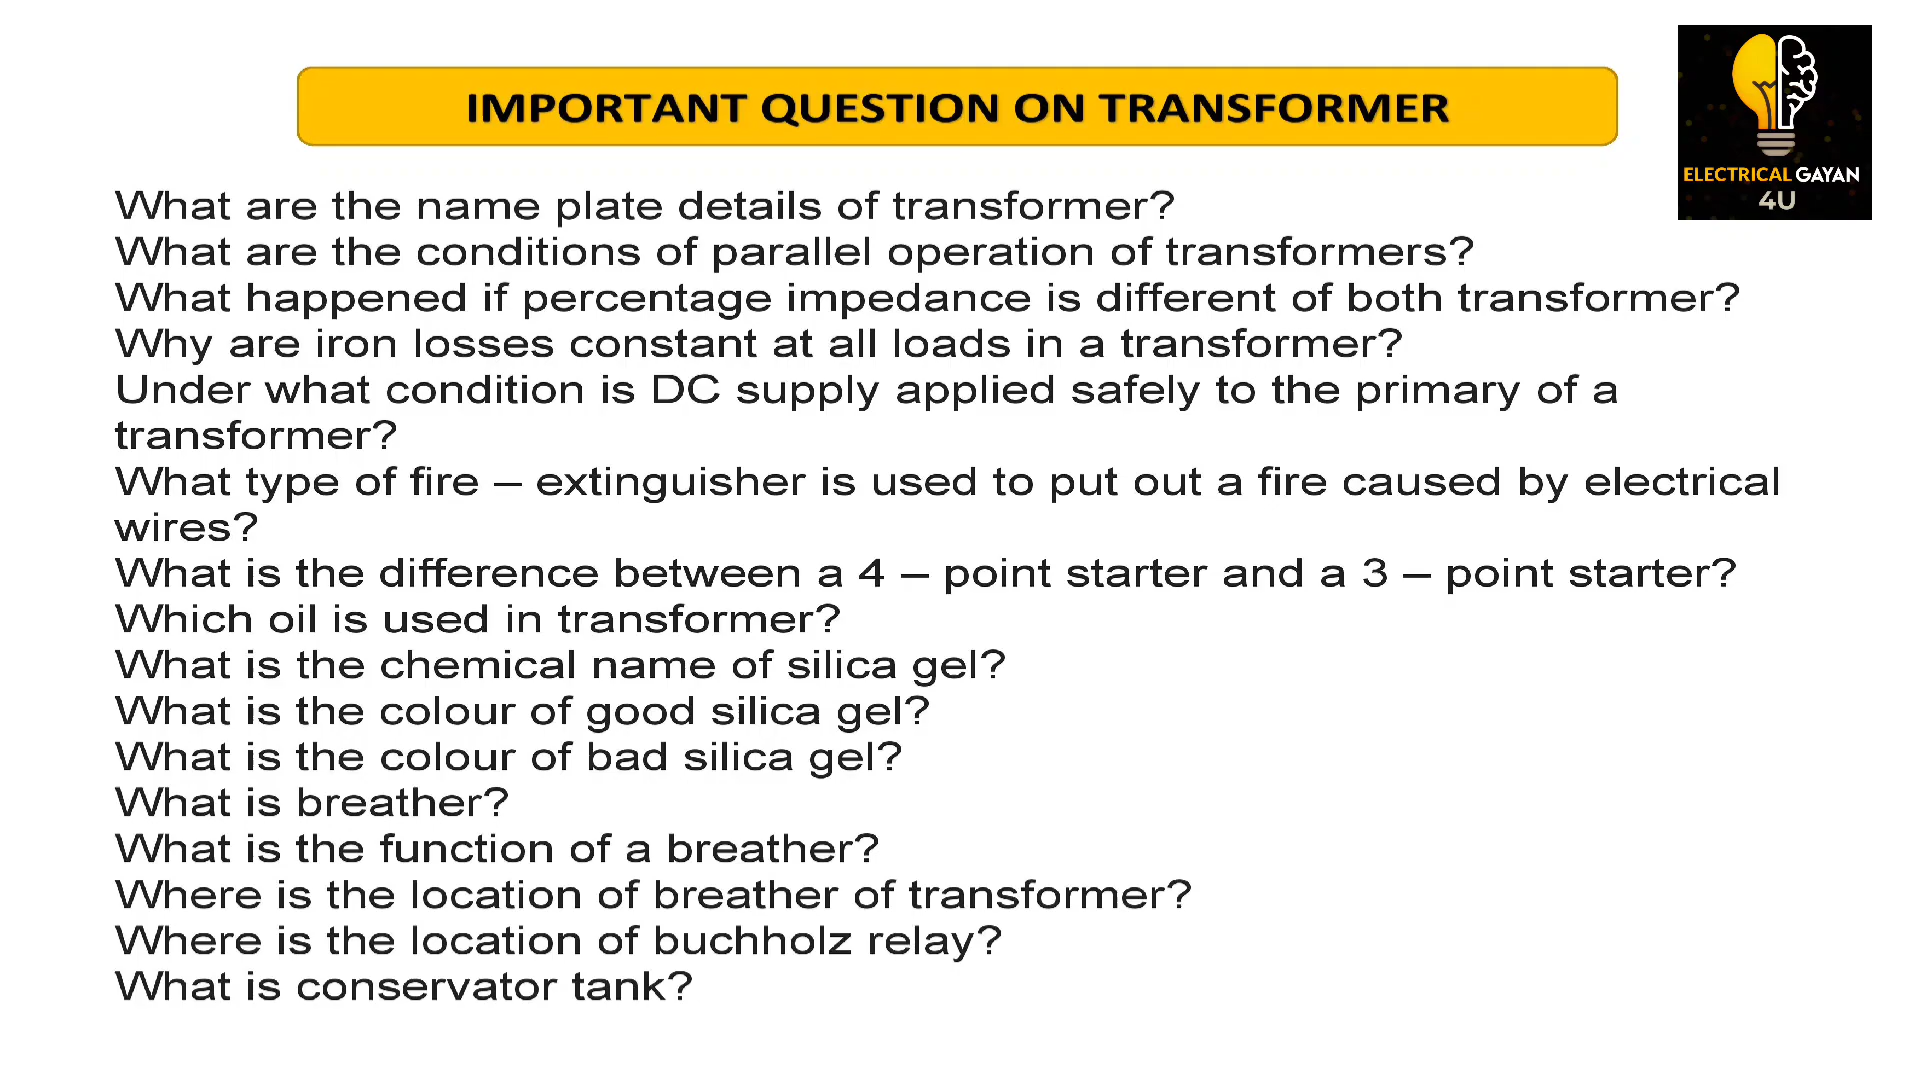 IMPORTANT QUESTION ON TRANSFORMER
ELECTRICAL GAYAN
4U
What are the name plate details of transformer?
What are the conditions of parallel operation of transformers?
What happened if percentage impedance is different of both transformer?
Why are iron losses constant at all loads in a transformer?
Under what condition is DC supply applied safely to the primary of a
transformer?
What type of fire – extinguisher is used to put out a fire caused by electrical
wires?
What is the difference between a 4 – point starter and a 3 – point starter?
Which oil is used in transformer?
What is the chemical name of silica gel?
What is the colour of good silica gel?
What is the colour of bad silica gel?
What is breather?
What is the function of a breather?
Where is the location of breather of transformer?
Where is the location of buchholz relay?
What is conservator tank?